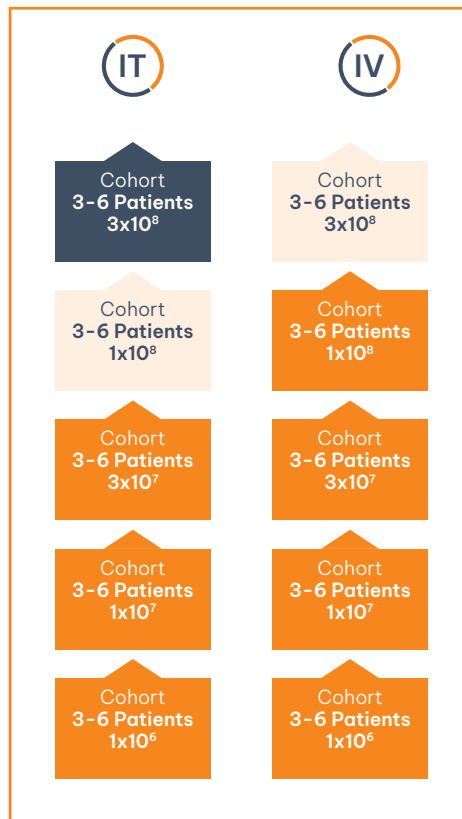 IT
Cohort
3-6 Patients
3x10⁸
Cohort
3-6 Patients
1x10⁸
Cohort
3-6 Patients
3x10⁷
Cohort
3-6 Patients
1x10⁷
Cohort
3-6 Patients
1x10⁶
IV
Cohort
3-6 Patients
3x10⁸
Cohort
3-6 Patients
1x10⁸
Cohort
3-6 Patients
3x10⁷
Cohort
3-6 Patients
1x10⁷
Cohort
3-6 Patients
1x10⁶